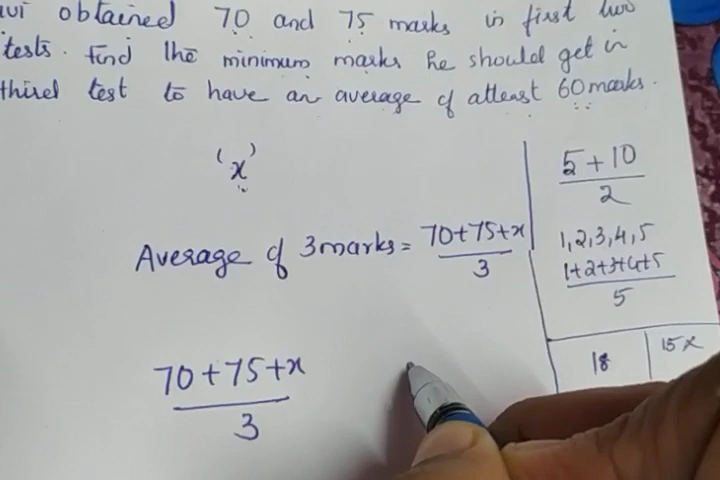 obtained 70 and 75 marks in first two
tests. Find the minimum marks he should get in
third test to have an average of atleast 60 marks.
(x)
Average of 3 marks = 70+75+x / 3
5+10 / 2
1,2,3,4,5
1+2+3+4+5 / 5
18 15x
70+75+x / 3